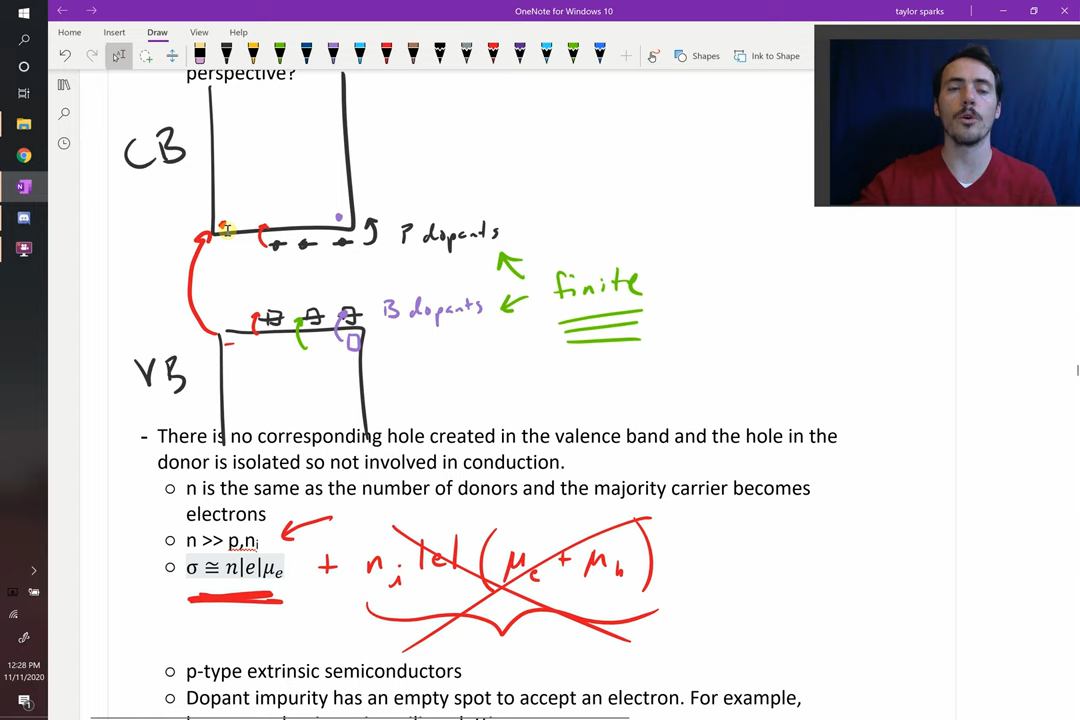 OneNote for Windows 10
taylor sparks
Home Insert Draw View Help
Shapes
Ink to Shape
perspective?
CB
P dopants
finite
B dopants
VB
- There is no corresponding hole created in the valence band and the hole in the
donor is isolated so not involved in conduction.
o n is the same as the number of donors and the majority carrier becomes
electrons
o n >> p,ni
o σ ≅ n|e|μe + ni |e| (μe + μh)
o p-type extrinsic semiconductors
o Dopant impurity has an empty spot to accept an electron. For example,
12:28 PM
11/11/2020